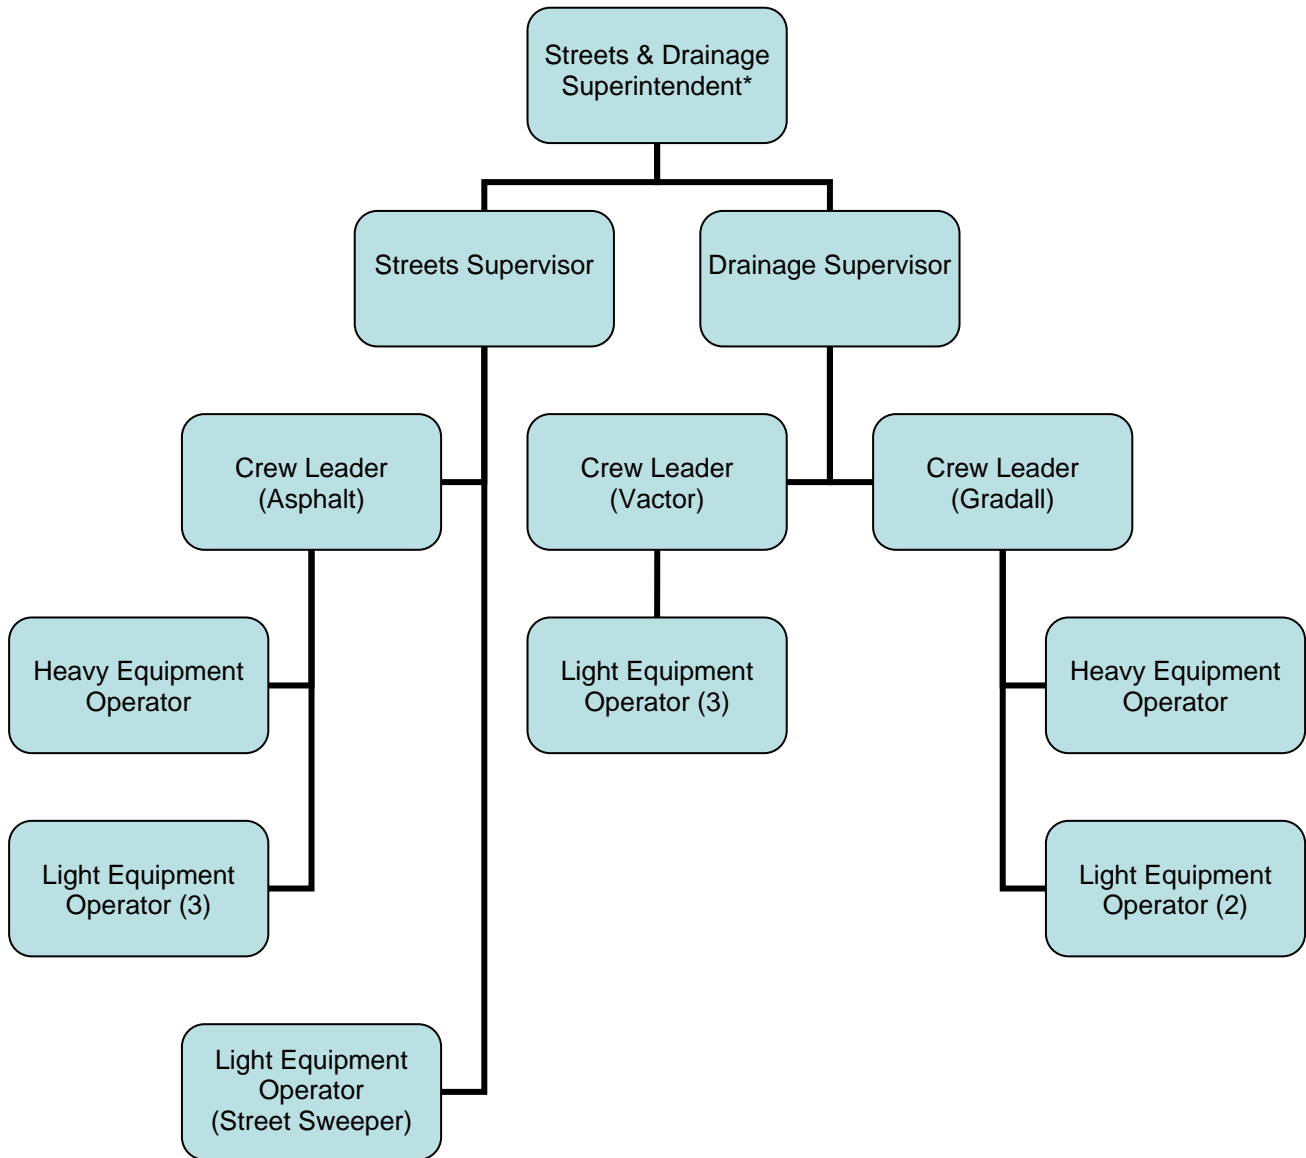 Streets & Drainage
Superintendent*
Streets Supervisor
Drainage Supervisor
Crew Leader
(Asphalt)
Crew Leader
(Vactor)
Crew Leader
(Gradall)
Heavy Equipment
Operator
Light Equipment
Operator (3)
Heavy Equipment
Operator
Light Equipment
Operator (3)
Light Equipment
Operator (2)
Light Equipment
Operator
(Street Sweeper)